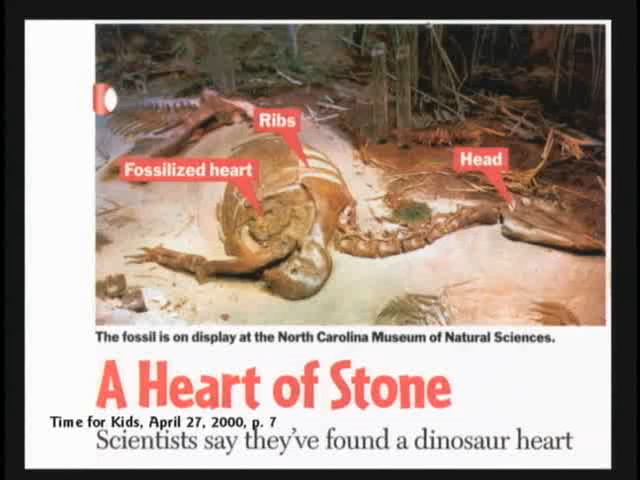 Ribs
Fossilized heart
Head
The fossil is on display at the North Carolina Museum of Natural Sciences.
A Heart of Stone
Time for Kids, April 27, 2000, p. 7
Scientists say they've found a dinosaur heart